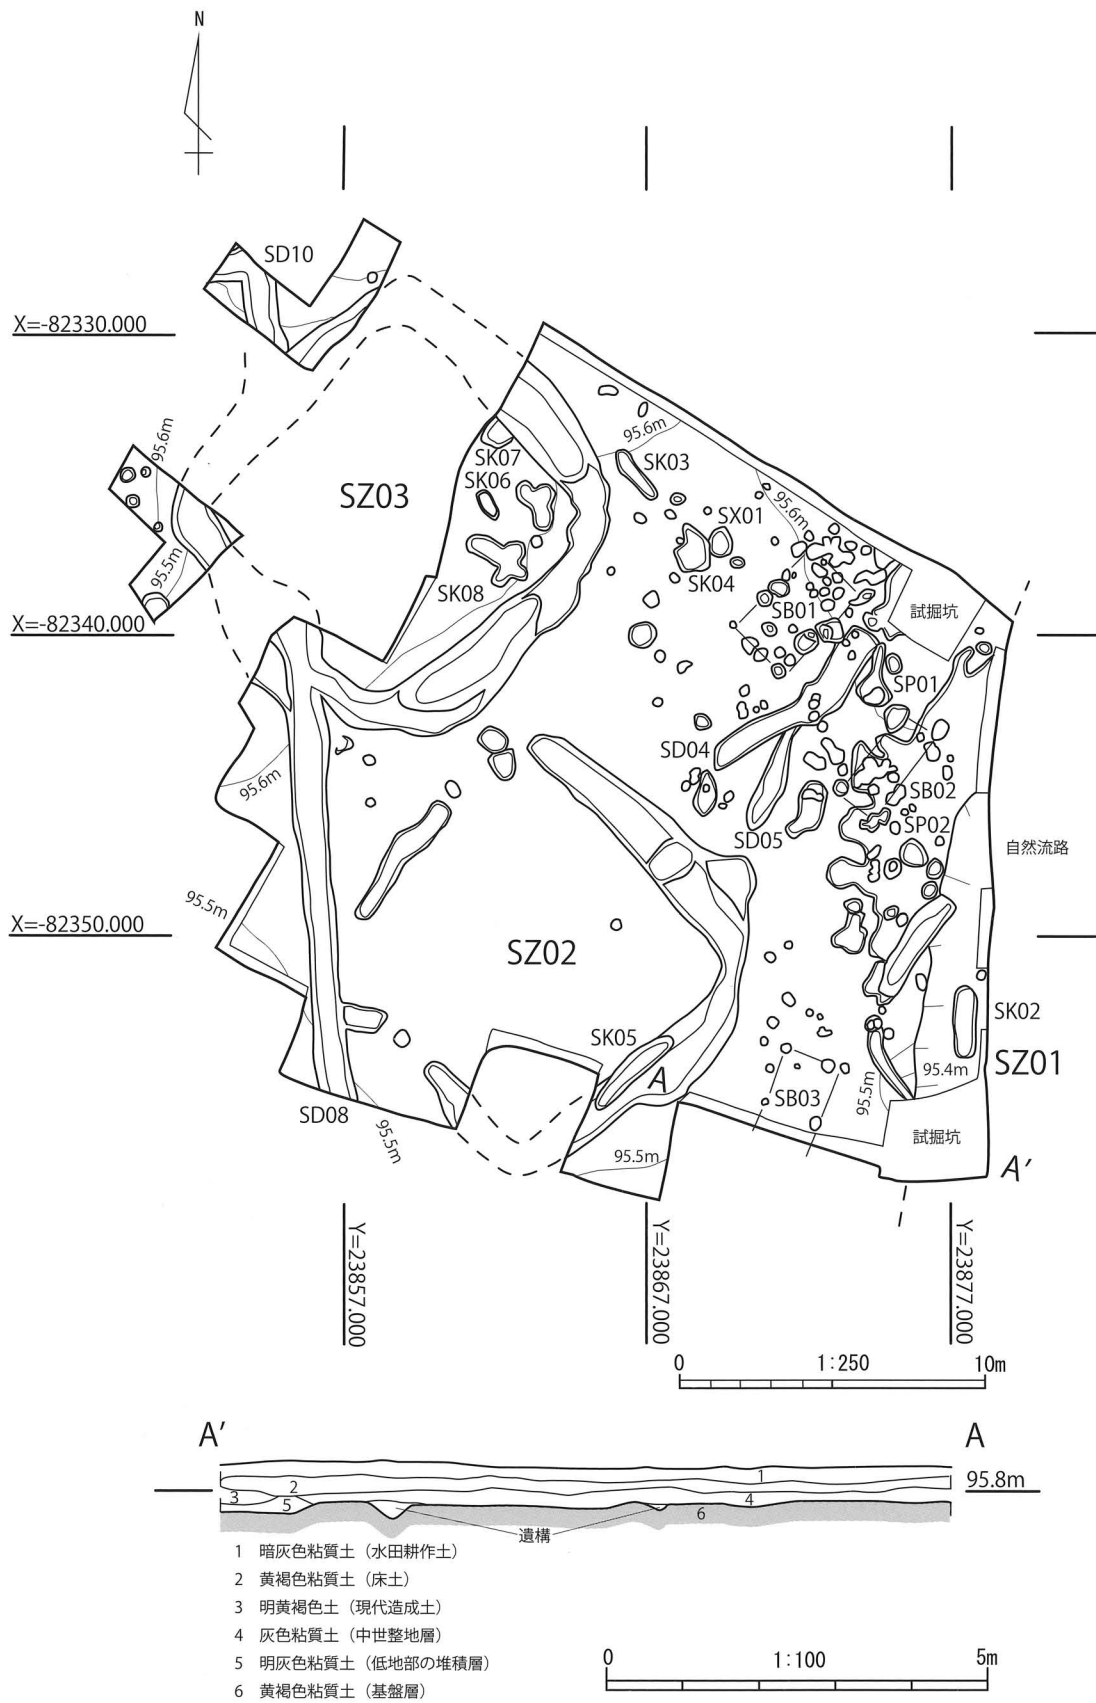 N
SD10
X=-82330.000
95.6m
SK07
SK06
SZ03
95.6m
SK03
SX01
95.6m
SK04
95.5m
SK08
SB01
試掘坑
X=-82340.000
SP01
SD04
95.6m
SB02
SP02
SD05
自然流路
95.5m
X=-82350.000
SZ02
SK05
A
SK02
SZ01
95.4m
95.5m
SB03
SD08
95.5m
95.5m
試掘坑
A'
Y=23857.000
Y=23867.000
Y=23877.000
0 1:250 10m
A' A
1
95.8m
2
3
5
4
6
遺構
1 暗灰色粘質土（水田耕作土）
2 黄褐色粘質土（床土）
3 明黄褐色土（現代造成土）
4 灰色粘質土（中世整地層）
5 明灰色粘質土（低地部の堆積層）
6 黄褐色粘質土（基盤層）
0 1:100 5m